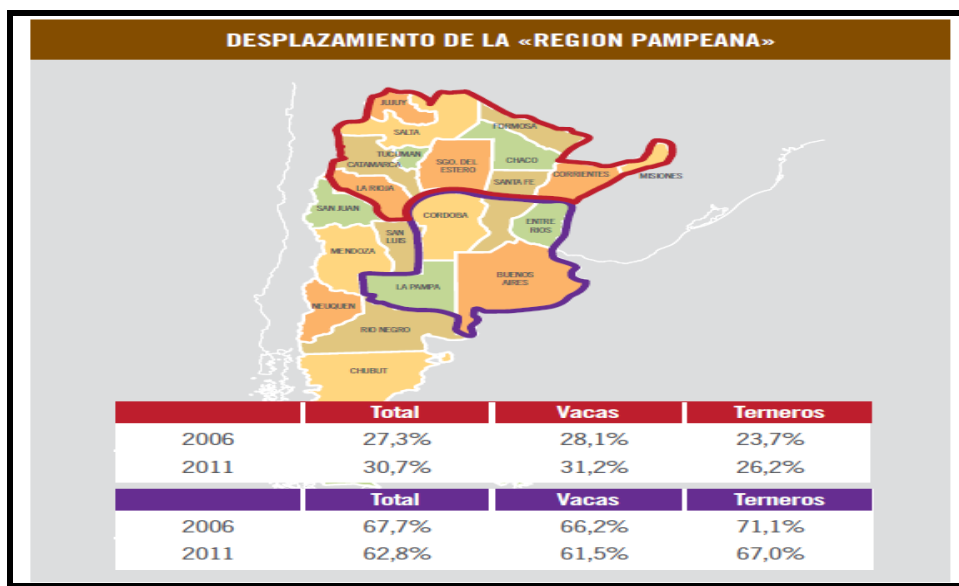 DESPLAZAMIENTO DE LA «REGION PAMPEANA»
JUJUY
SALTA
FORMOSA
TUCUMAN
CATAMARCA
SGO. DEL
ESTERO
CHACO
SANTA FE
CORRIENTES
MISIONES
LA RIOJA
SAN JUAN
CORDOBA
ENTRE
RIOS
SAN
LUIS
MENDOZA
LA PAMPA
BUENOS
AIRES
NEUQUEN
RIO NEGRO
CHUBUT
Total Vacas Terneros
2006 27,3% 28,1% 23,7%
2011 30,7% 31,2% 26,2%
Total Vacas Terneros
2006 67,7% 66,2% 71,1%
2011 62,8% 61,5% 67,0%